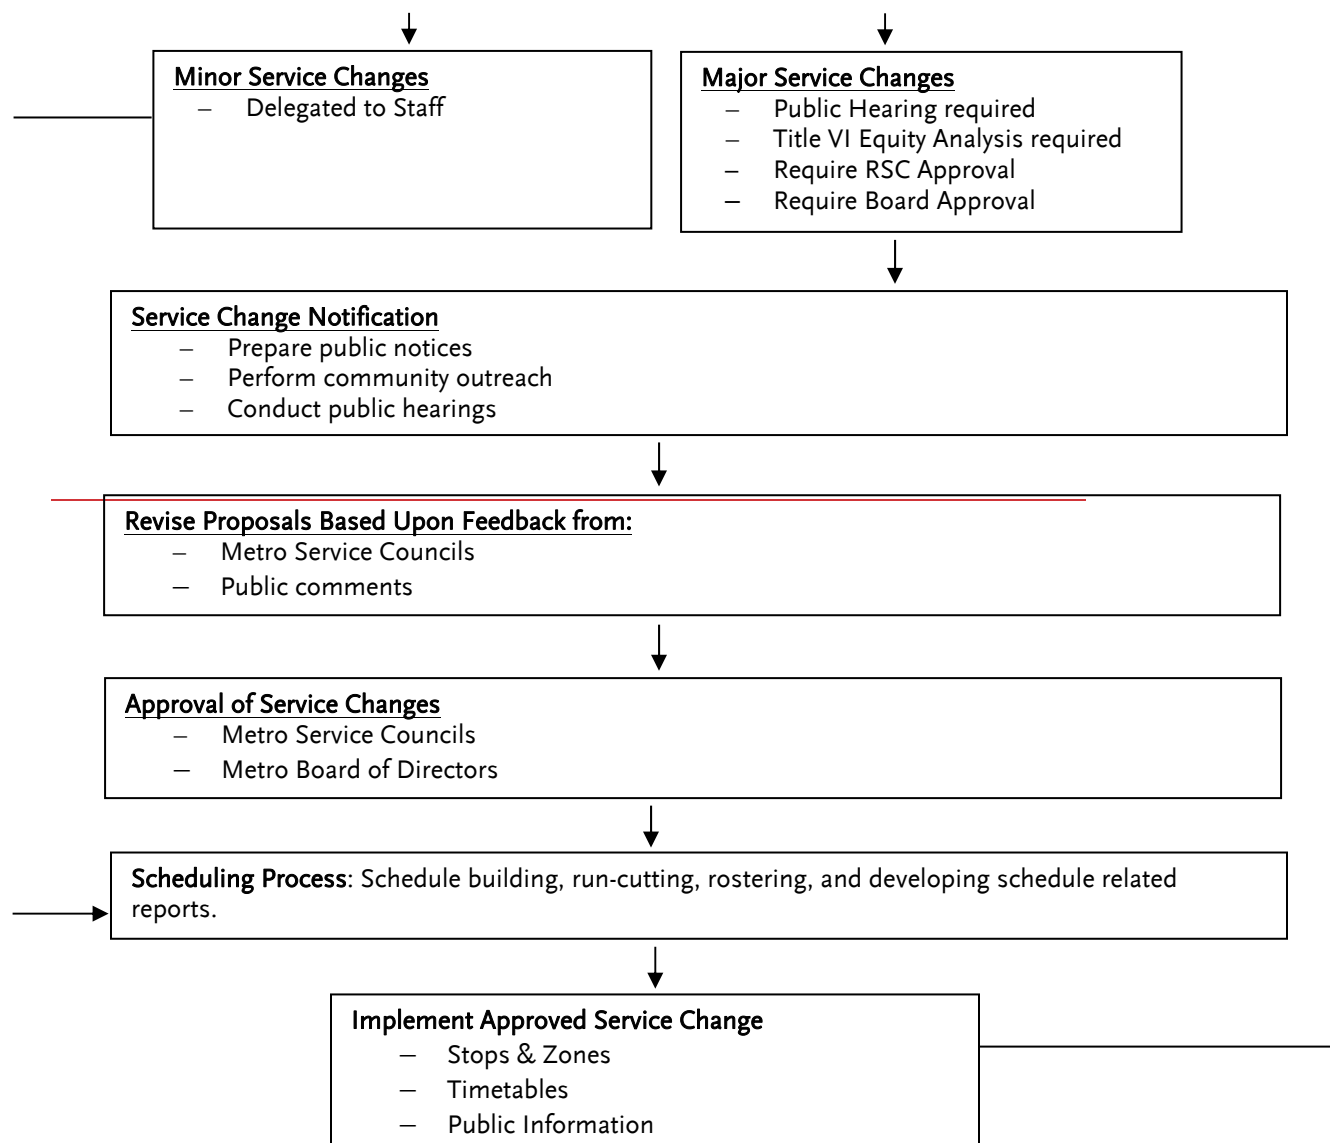 Minor Service Changes
– Delegated to Staff
Major Service Changes
– Public Hearing required
– Title VI Equity Analysis required
– Require RSC Approval
– Require Board Approval
Service Change Notification
– Prepare public notices
– Perform community outreach
– Conduct public hearings
Revise Proposals Based Upon Feedback from:
– Metro Service Councils
– Public comments
Approval of Service Changes
– Metro Service Councils
– Metro Board of Directors
Scheduling Process: Schedule building, run-cutting, rostering, and developing schedule related
reports.
Implement Approved Service Change
– Stops & Zones
– Timetables
– Public Information